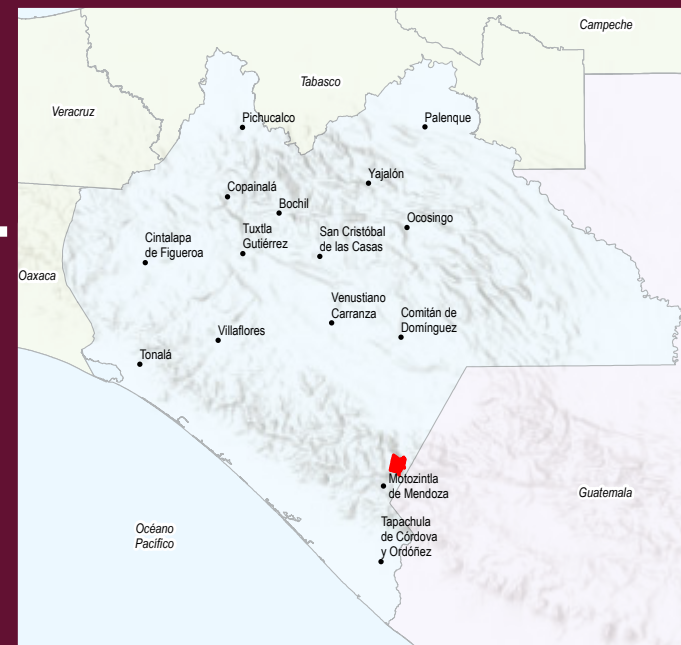 Campeche
Tabasco
Veracruz
Pichucalco
Palenque
Yajalón
Copainalá
Bochil
Ocosingo
Tuxtla
Gutiérrez
San Cristóbal
de las Casas
Cintalapa
de Figueroa
Oaxaca
Venustiano
Carranza
Comitán de
Domínguez
Villaflores
Tonalá
Motozintla
de Mendoza
Guatemala
Océano
Pacífico
Tapachula
de Córdova
y Ordóñez